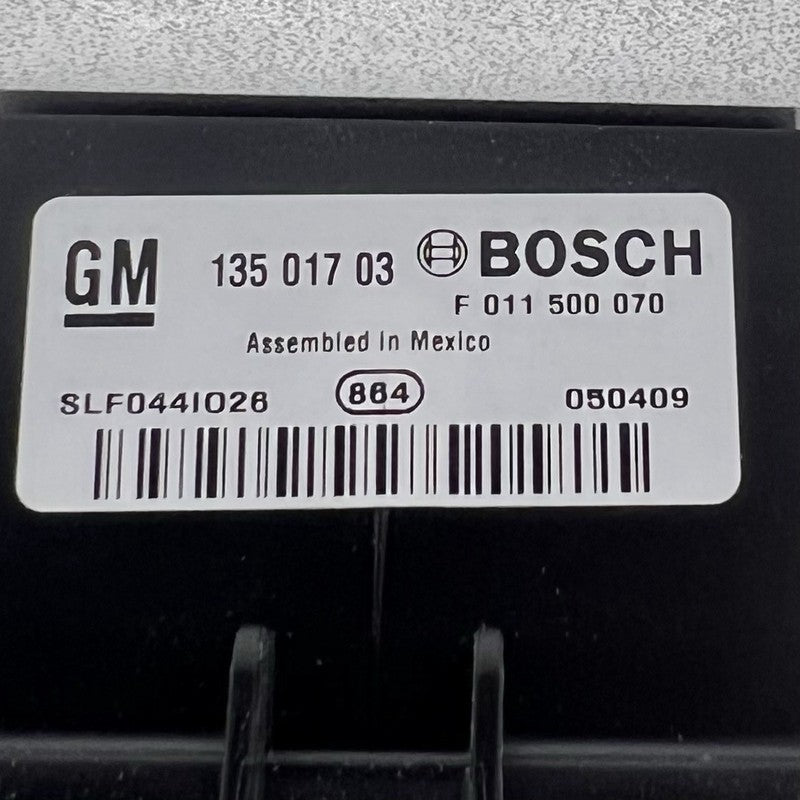 GM 135 017 03 BOSCH
F 011 500 070
Assembled in Mexico
SLF044I026 864 050409